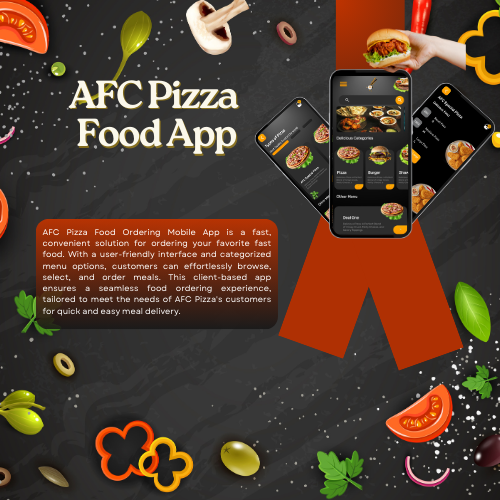 AFC Pizza
Food App
AFC Pizza Food Ordering Mobile App is a fast,
convenient solution for ordering your favorite fast
food. With a user-friendly interface and categorized
menu options, customers can effortlessly browse,
select, and order meals. This client-based app
ensures a seamless food ordering experience,
tailored to meet the needs of AFC Pizza's customers
for quick and easy meal delivery.
Delicious Categories
Pizza
Burger
Other Menu
Deal One